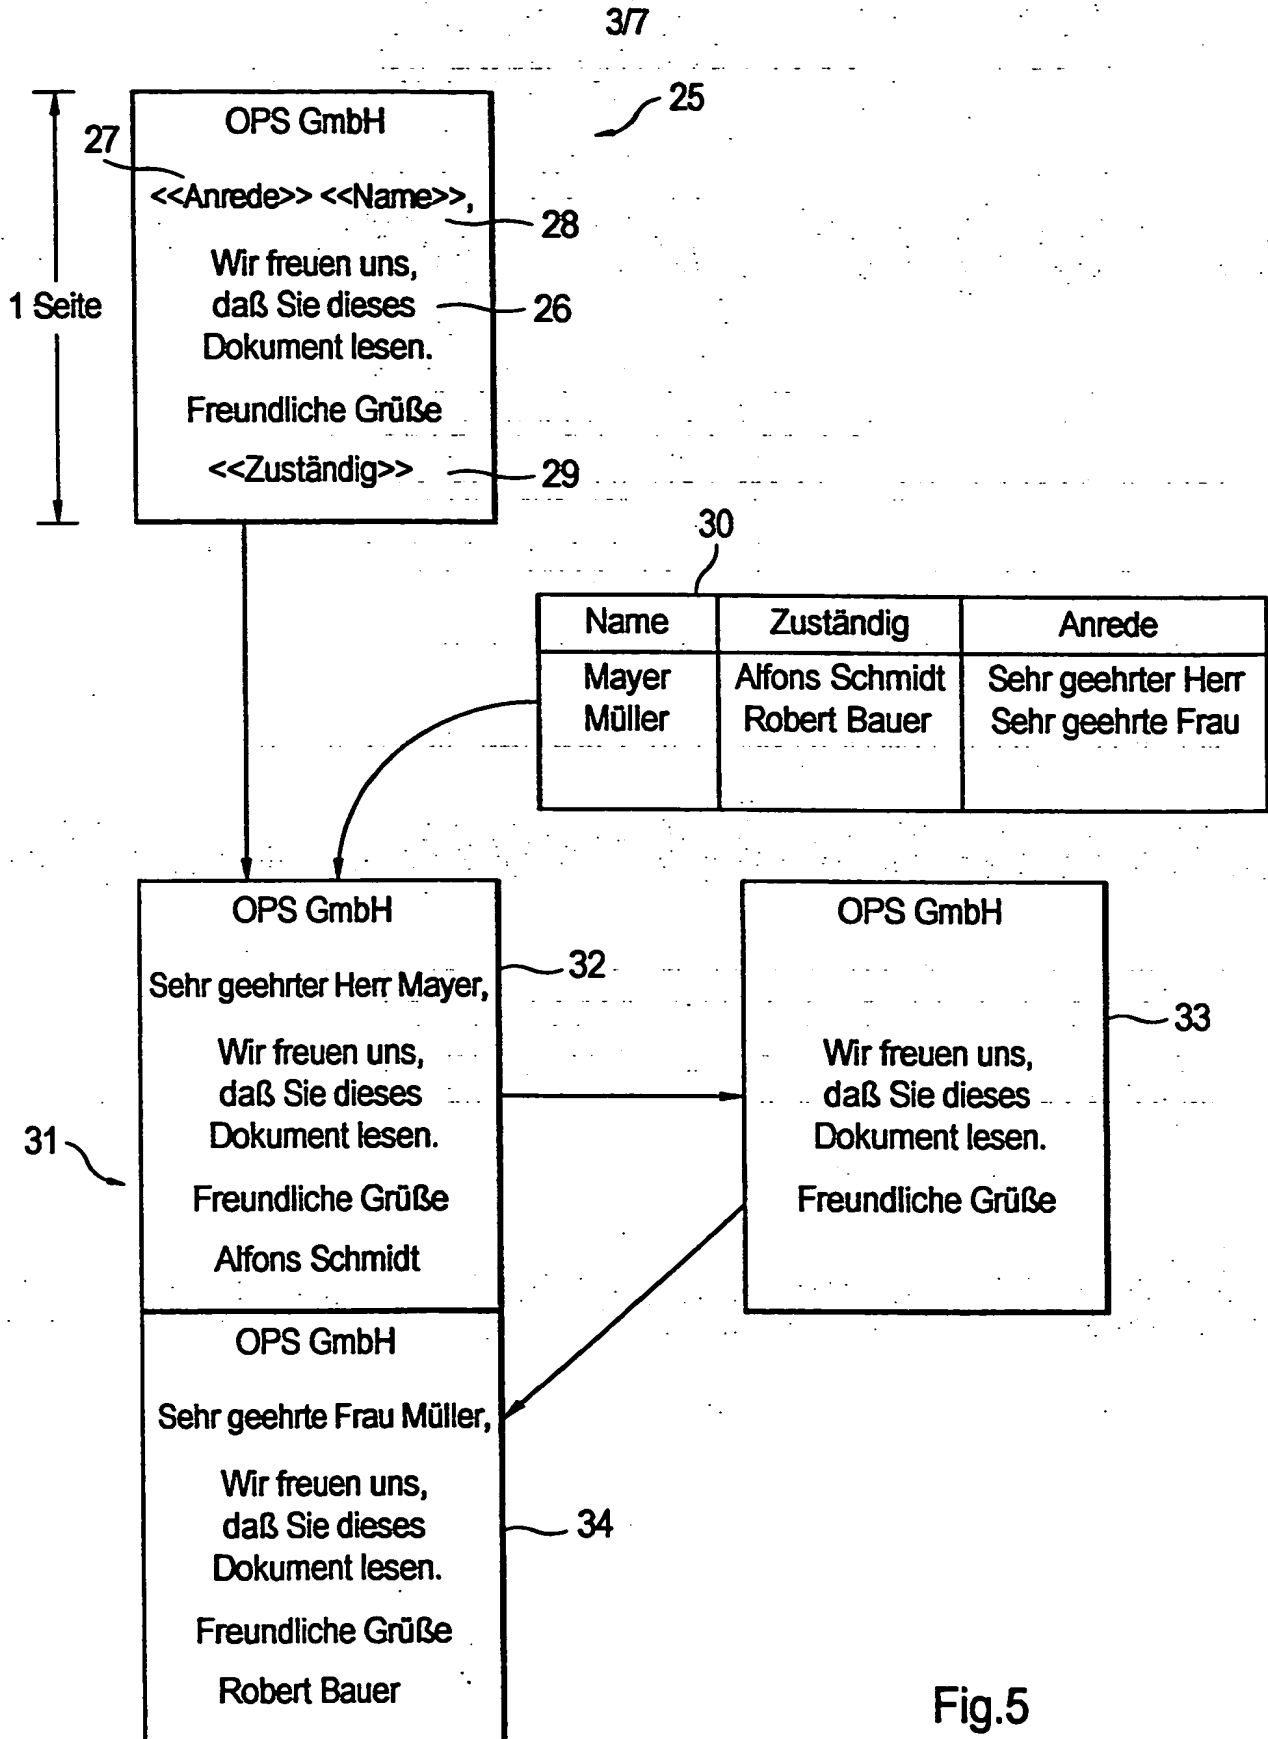 3/7
25
OPS GmbH
27
<<Anrede>> <<Name>>,
28
Wir freuen uns,
daß Sie dieses
Dokument lesen.
26
1 Seite
Freundliche Grüße
<<Zuständig>>
29
30
Name Zuständig Anrede
Mayer Alfons Schmidt Sehr geehrter Herr
Müller Robert Bauer Sehr geehrte Frau
OPS GmbH
32
Sehr geehrter Herr Mayer,
Wir freuen uns,
daß Sie dieses
Dokument lesen.
31
Freundliche Grüße
Alfons Schmidt
OPS GmbH
33
Wir freuen uns,
daß Sie dieses
Dokument lesen.
Freundliche Grüße
OPS GmbH
Sehr geehrte Frau Müller,
Wir freuen uns,
daß Sie dieses
Dokument lesen.
34
Freundliche Grüße
Robert Bauer
Fig.5